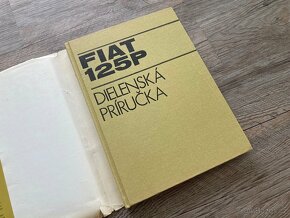 FIAT
125P
DIELENSKÁ
PRÍRUČKA